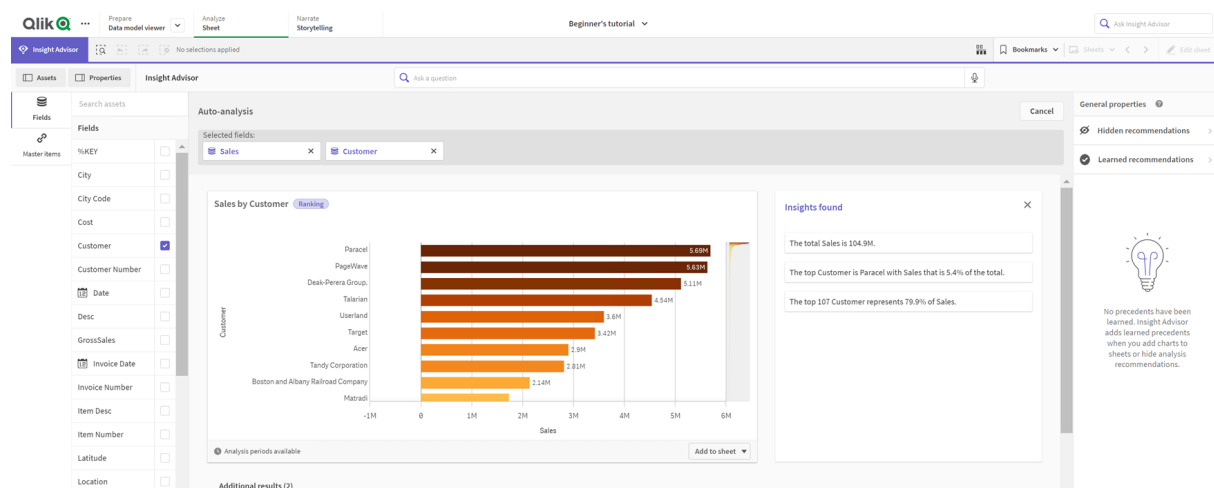 Qlik
Prepare
Data model viewer
Analyze
Sheet
Narrate
Storytelling
Beginner's tutorial
Ask Insight Advisor
Insight Advisor
No selections applied
Bookmarks
Sheets
Edit sheet
Assets
Properties
Insight Advisor
Ask a question
Fields
Master items
Search assets
Fields
%KEY
City
City Code
Cost
Customer
Customer Number
Date
Desc
GrossSales
Invoice Date
Invoice Number
Item Desc
Item Number
Latitude
Location
Auto-analysis
Cancel
Selected fields:
Sales
Customer
Sales by Customer
Ranking
Customer
Paracel
5.69M
PageWave
5.63M
Deak-Perera Group.
5.11M
Talarian
4.54M
Userland
3.6M
Target
3.42M
Acer
2.9M
Tandy Corporation
2.81M
Boston and Albany Railroad Company
2.14M
Matradi
-1M 0 1M 2M 3M 4M 5M 6M
Sales
Analysis periods available
Add to sheet
Additional results (2)
Insights found
The total Sales is 104.9M.
The top Customer is Paracel with Sales that is 5.4% of the total.
The top 107 Customer represents 79.9% of Sales.
General properties
Hidden recommendations
Learned recommendations
No precedents have been
learned. Insight Advisor
adds learned precedents
when you add charts to
sheets or hide analysis
recommendations.